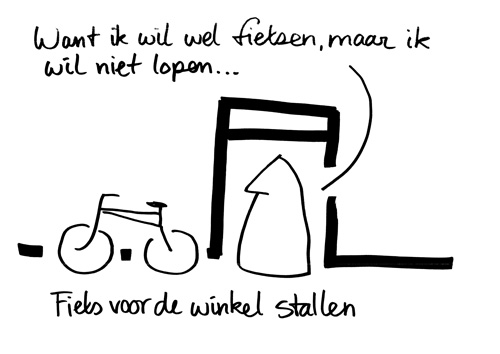 Want ik wil wel fietsen, maar ik
wil niet lopen...
Fiets voor de winkel stallen